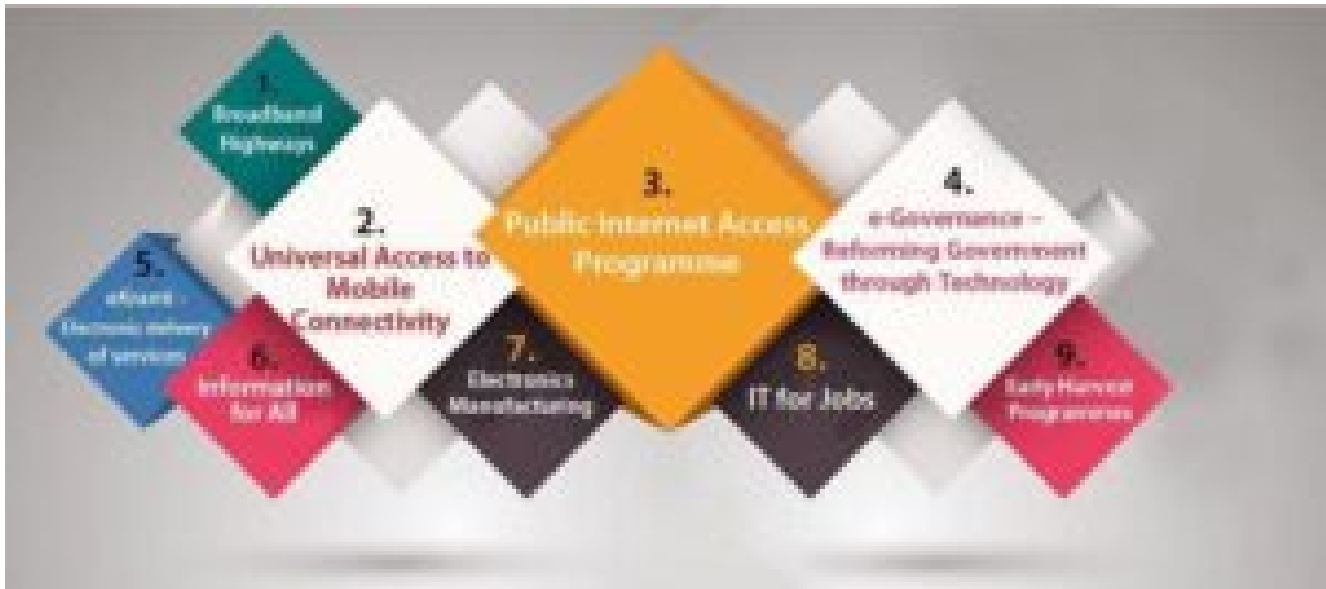 1.
Broadband
Highways
2.
Universal Access to
Mobile
Connectivity
3.
Public Internet Access
Programme
4.
e-Governance –
Reforming Government
through Technology
5.
eKranti -
Electronic delivery
of services
6.
Information
for All
7.
Electronics
Manufacturing
8.
IT for Jobs
9.
Early Harvest
Programmes